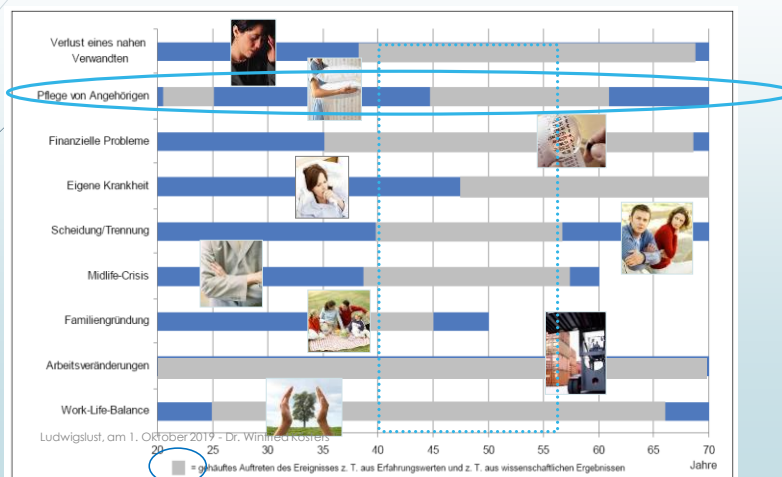 Verlust eines nahen
Verwandten
Pflege von Angehörigen
Finanzielle Probleme
Eigene Krankheit
Scheidung/Trennung
Midlife-Crisis
Familiengründung
Arbeitsveränderungen
Work-Life-Balance
Ludwigslust, am 1. Oktober 2019 - Dr. Winfried Kösters
20 25 30 35 40 45 50 55 60 65 70
Jahre
= gehäuftes Auftreten des Ereignisses z. T. aus Erfahrungswerten und z. T. aus wissenschaftlichen Ergebnissen